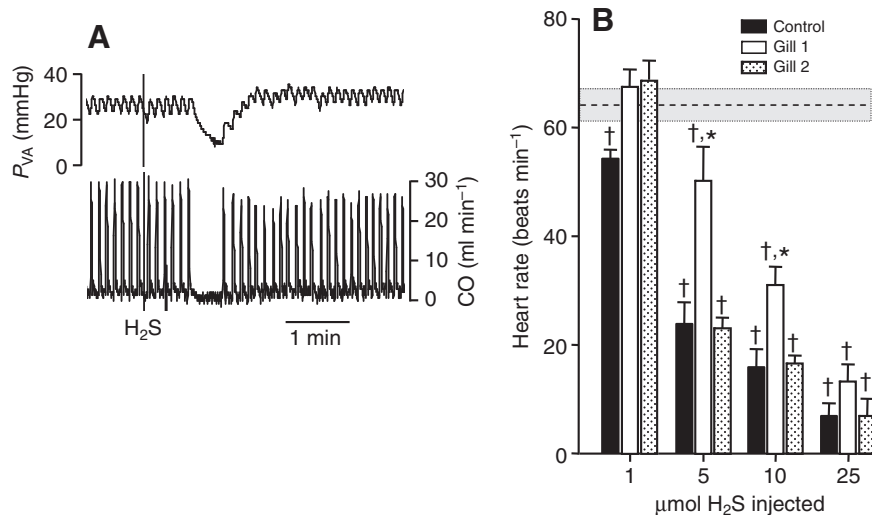 A
40
20
0
P_VA (mmHg)
30
20
10
0
CO (ml min⁻¹)
H₂S
1 min
B
Control
Gill 1
Gill 2
80
60
40
20
0
Heart rate (beats min⁻¹)
†
†
†,*
†
†
†,*
†
†
†
†
1
5
10
25
μmol H₂S injected